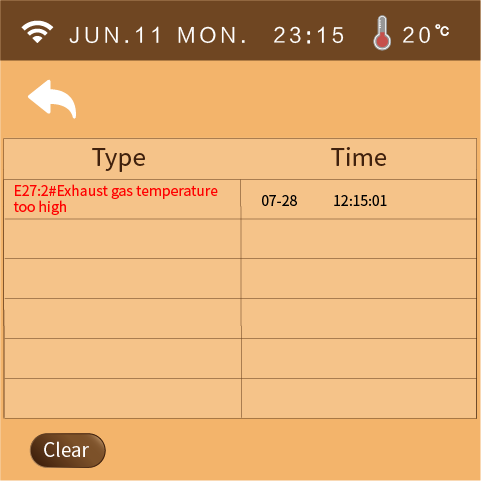 JUN.11 MON. 23:15 20℃
Type Time
E27:2#Exhaust gas temperature
too high
07-28 12:15:01
Clear